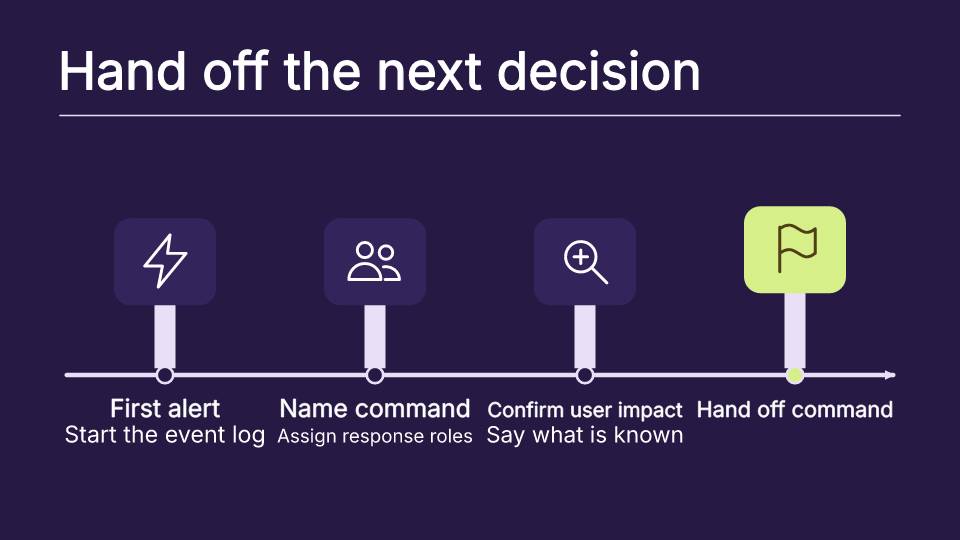 Hand off the next decision
First alert
Start the event log
Name command
Assign response roles
Confirm user impact
Say what is known
Hand off command